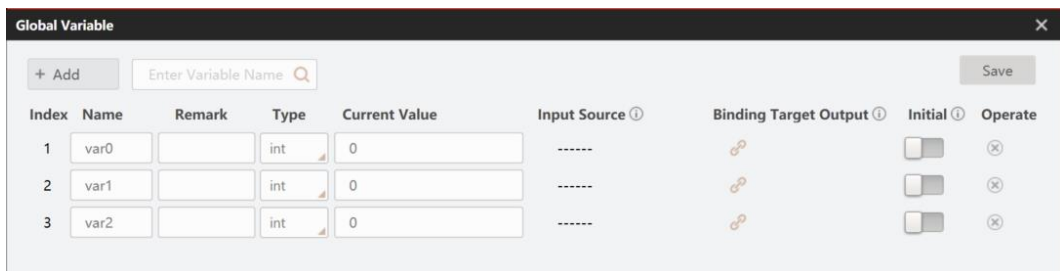 Global Variable
+ Add Enter Variable Name Save
Index Name Remark Type Current Value Input Source Binding Target Output Initial Operate
1 var0 int 0 ------
2 var1 int 0 ------
3 var2 int 0 ------